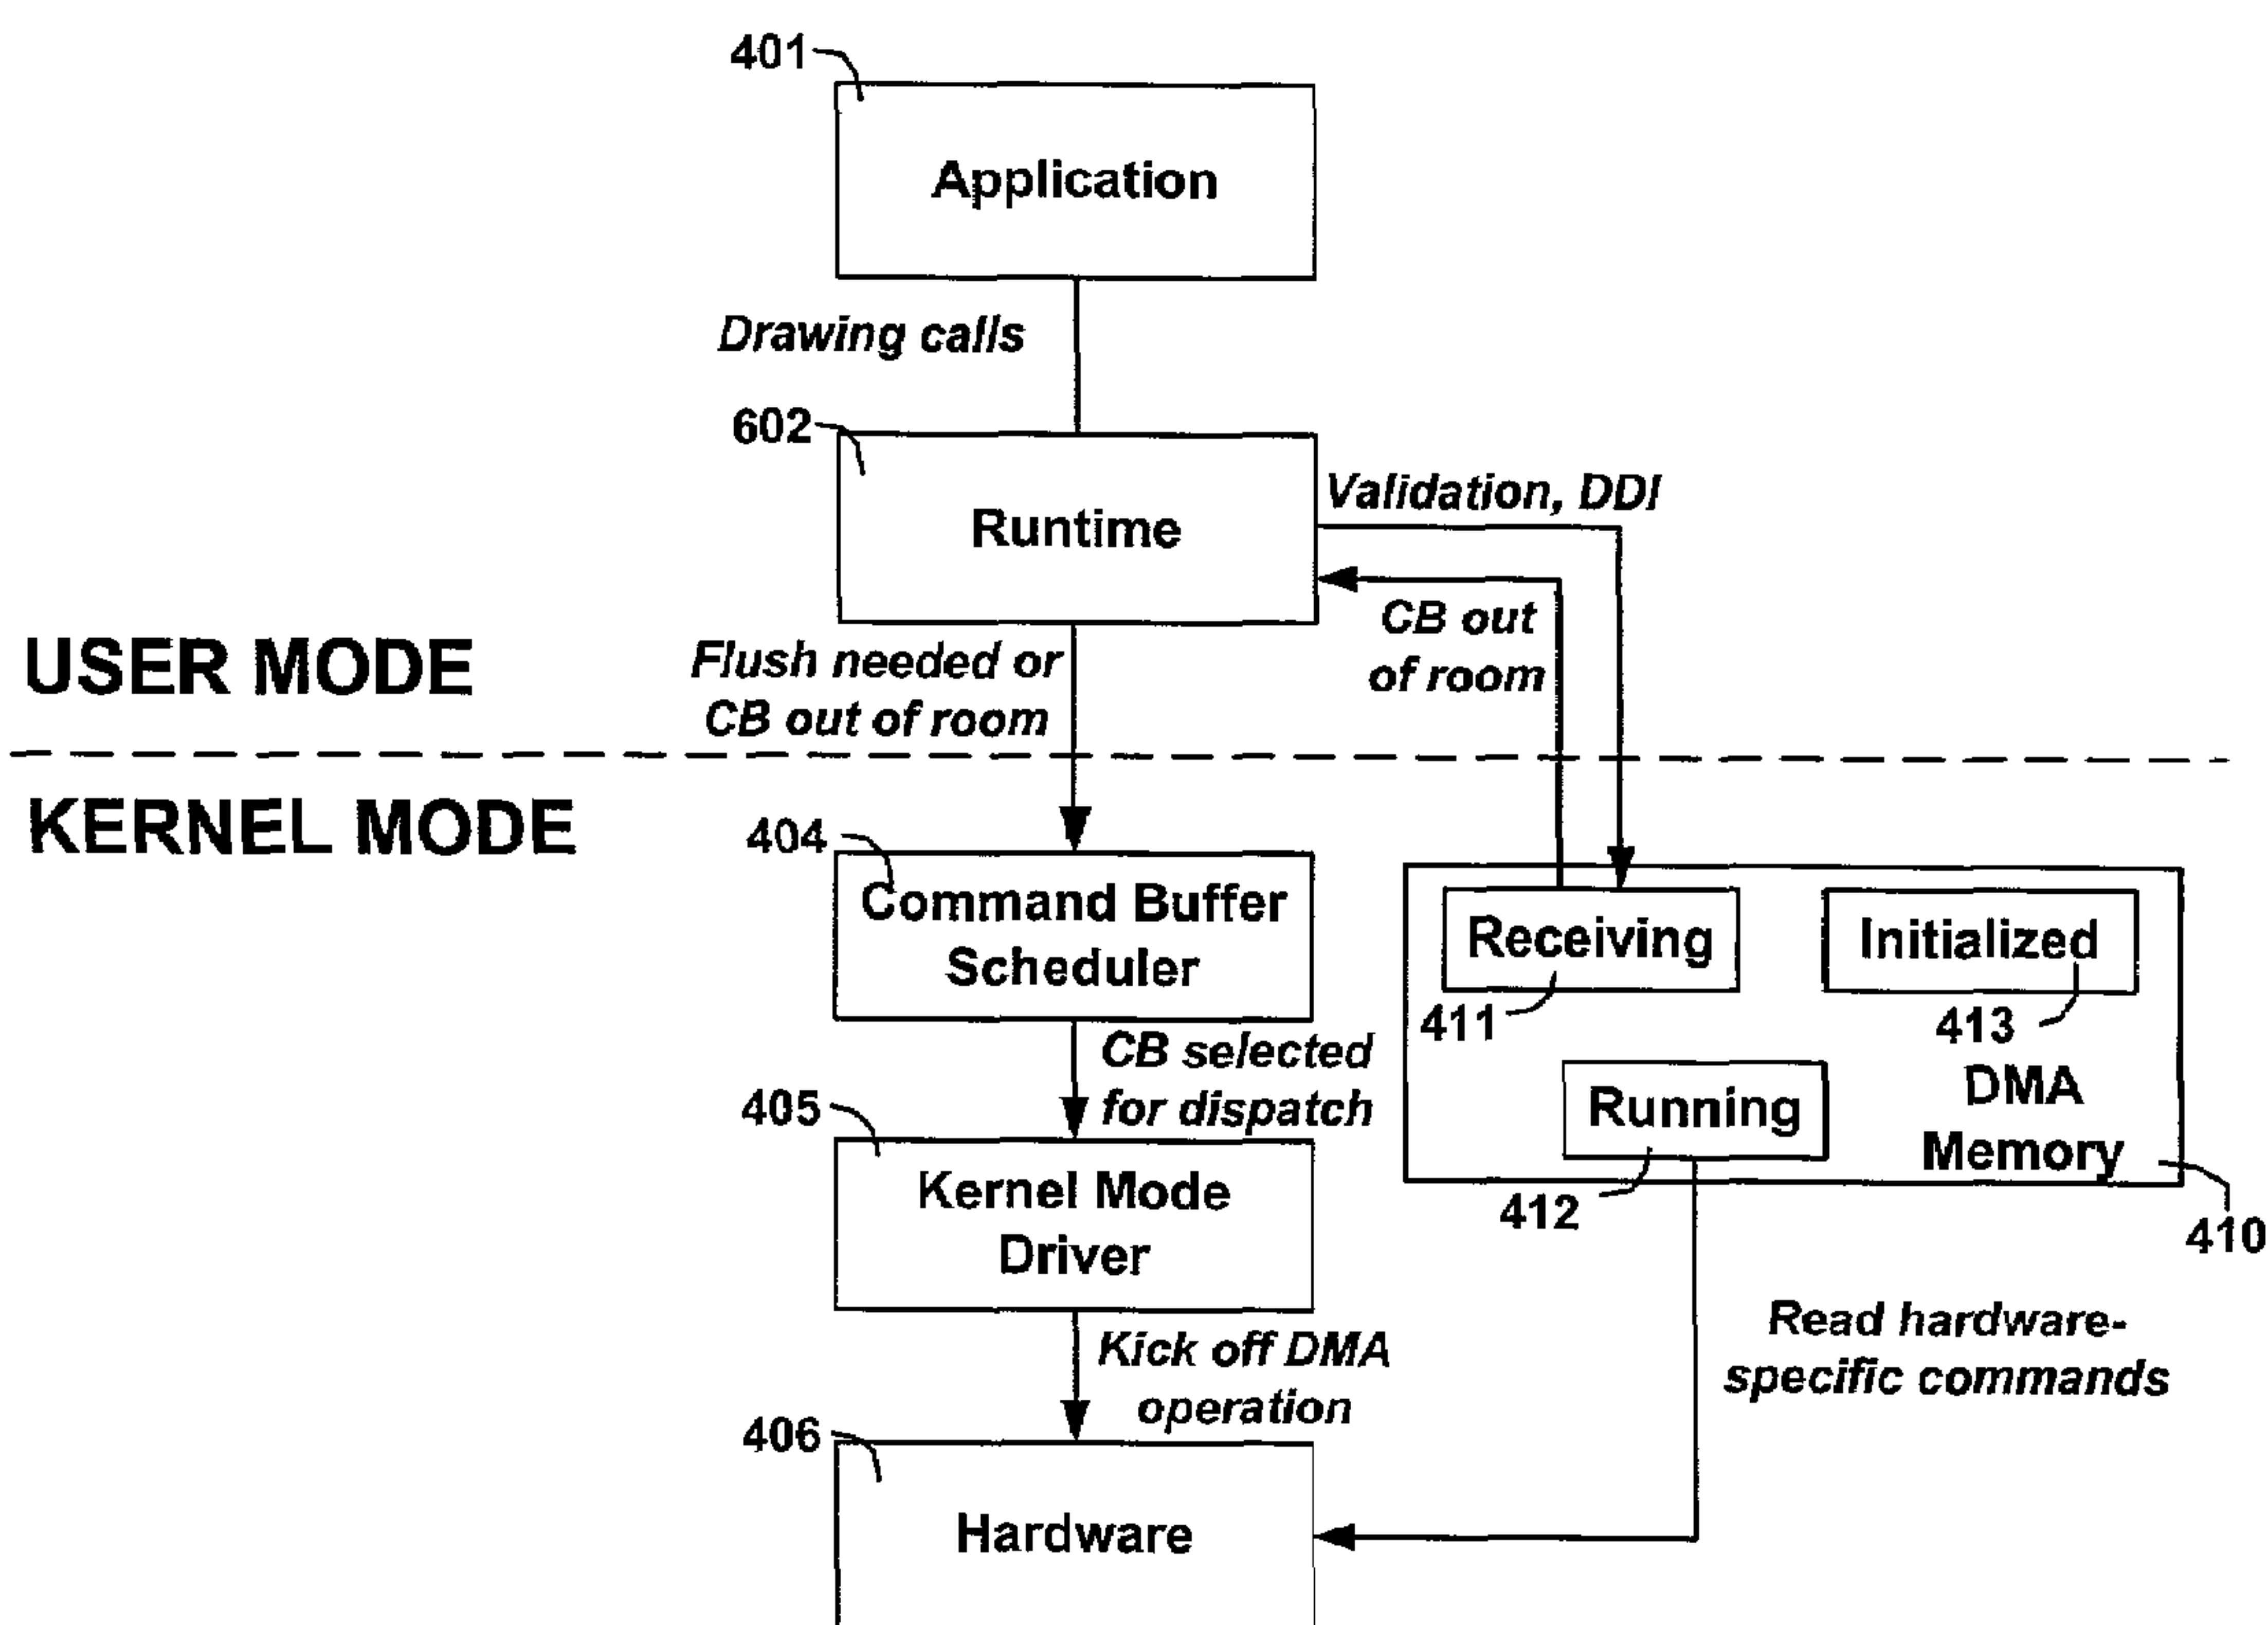 401
Application
Drawing calls
602
Runtime
Validation, DDI
CB out
of room
USER MODE
Flush needed or
CB out of room
KERNEL MODE
404
Command Buffer
Scheduler
Receiving
Initialized
411
413
CB selected
for dispatch
DMA
Memory
Running
405
Kernel Mode
Driver
412
410
Kick off DMA
operation
Read hardware-
specific commands
406
Hardware